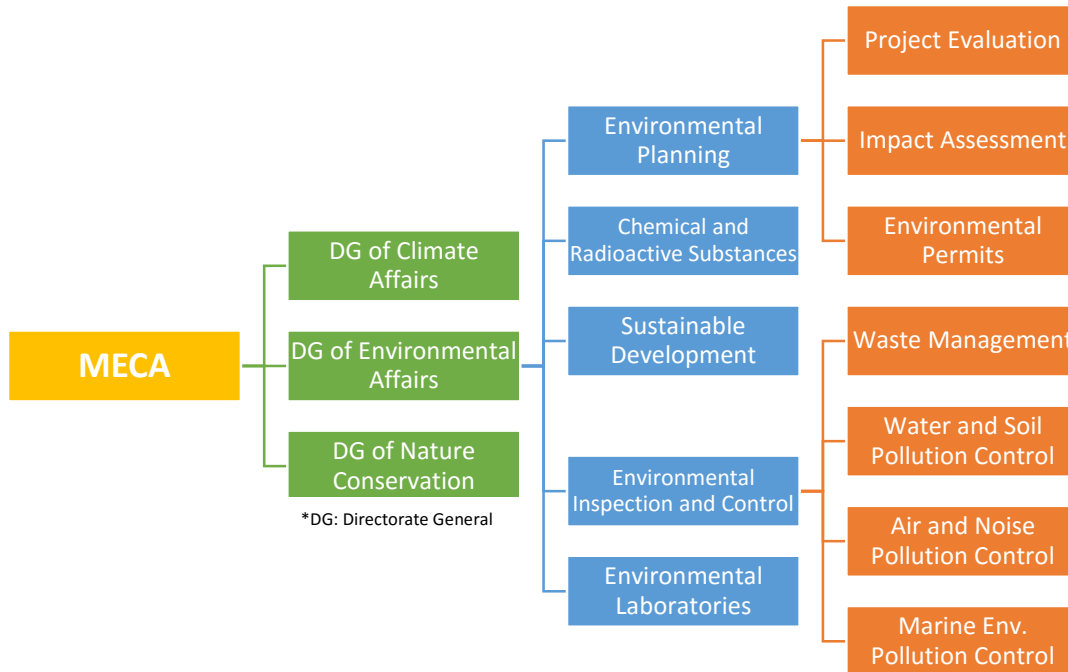 MECA
DG of Climate
Affairs
DG of Environmental
Affairs
DG of Nature
Conservation
*DG: Directorate General
Environmental
Planning
Chemical and
Radioactive Substances
Sustainable
Development
Environmental
Inspection and Control
Environmental
Laboratories
Project Evaluation
Impact Assessment
Environmental
Permits
Waste Management
Water and Soil
Pollution Control
Air and Noise
Pollution Control
Marine Env.
Pollution Control